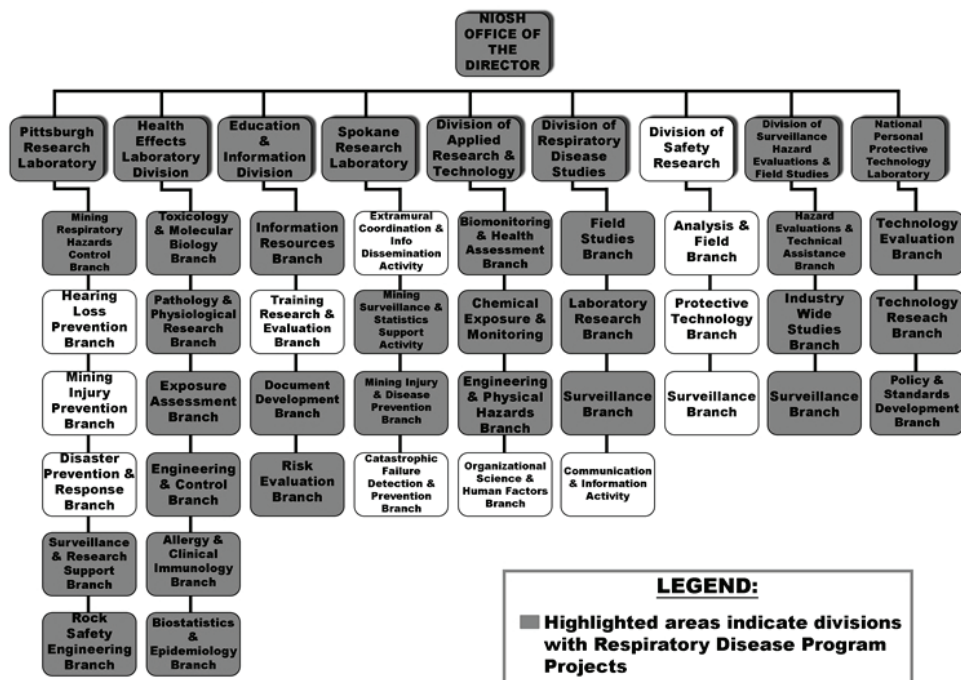 NIOSH
OFFICE OF
THE
DIRECTOR
Pittsburgh
Research
Laboratory
Health
Effects
Laboratory
Division
Education
&
Information
Division
Spokane
Research
Laboratory
Division of
Applied
Research &
Technology
Division of
Respiratory
Disease
Studies
Division of
Safety
Research
Division of
Surveillance
Hazard
Evaluations &
Field Studies
National
Personal
Protective
Technology
Laboratory
Mining
Respiratory
Hazards
Control
Branch
Toxicology
& Molecular
Biology
Branch
Information
Resources
Branch
Extramural
Coordination &
Info
Dissemination
Activity
Biomonitoring
& Health
Assessment
Branch
Field
Studies
Branch
Analysis &
Field
Branch
Hazard
Evaluations &
Technical
Assistance
Branch
Technology
Evaluation
Branch
Hearing
Loss
Prevention
Branch
Pathology &
Physiological
Research
Branch
Training
Research &
Evaluation
Branch
Mining
Surveillance &
Statistics
Support
Activity
Chemical
Exposure &
Monitoring
Laboratory
Research
Branch
Protective
Technology
Branch
Industry
Wide
Studies
Branch
Technology
Reseach
Branch
Mining
Injury
Prevention
Branch
Exposure
Assessment
Branch
Document
Development
Branch
Mining Injury
& Disease
Prevention
Branch
Engineering
& Physical
Hazards
Branch
Surveillance
Branch
Surveillance
Branch
Surveillance
Branch
Policy &
Standards
Development
Branch
Disaster
Prevention &
Response
Branch
Engineering
& Control
Branch
Risk
Evaluation
Branch
Catastrophic
Failure
Detection &
Prevention
Branch
Organizational
Science &
Human Factors
Branch
Communication
& Information
Activity
Surveillance
& Research
Support
Branch
Allergy &
Clinical
Immunology
Branch
Rock
Safety
Engineering
Branch
Biostatistics
&
Epidemiology
Branch
LEGEND:
Highlighted areas indicate divisions
with Respiratory Disease Program
Projects